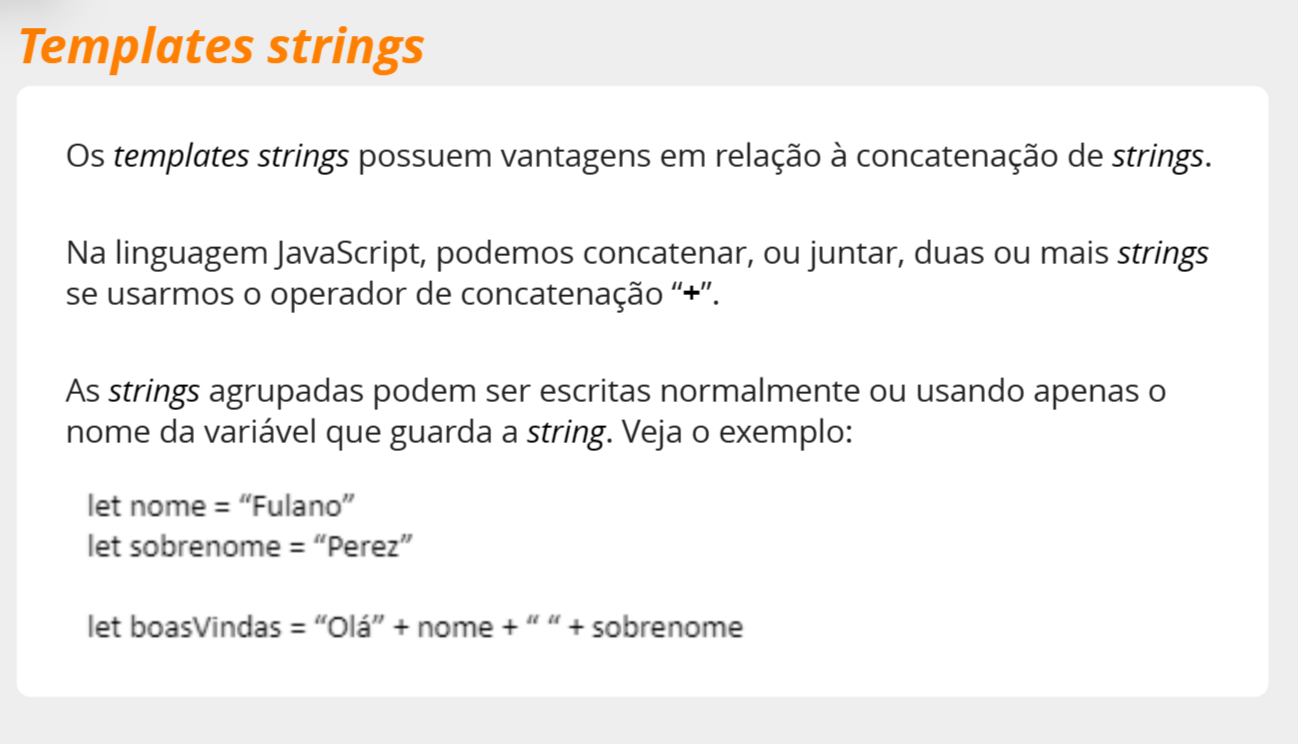 Templates strings
Os templates strings possuem vantagens em relação à concatenação de strings.
Na linguagem JavaScript, podemos concatenar, ou juntar, duas ou mais strings
se usarmos o operador de concatenação “+”.
As strings agrupadas podem ser escritas normalmente ou usando apenas o
nome da variável que guarda a string. Veja o exemplo:
let nome = “Fulano”
let sobrenome = “Perez”
let boasVindas = “Olá” + nome + “ “ + sobrenome